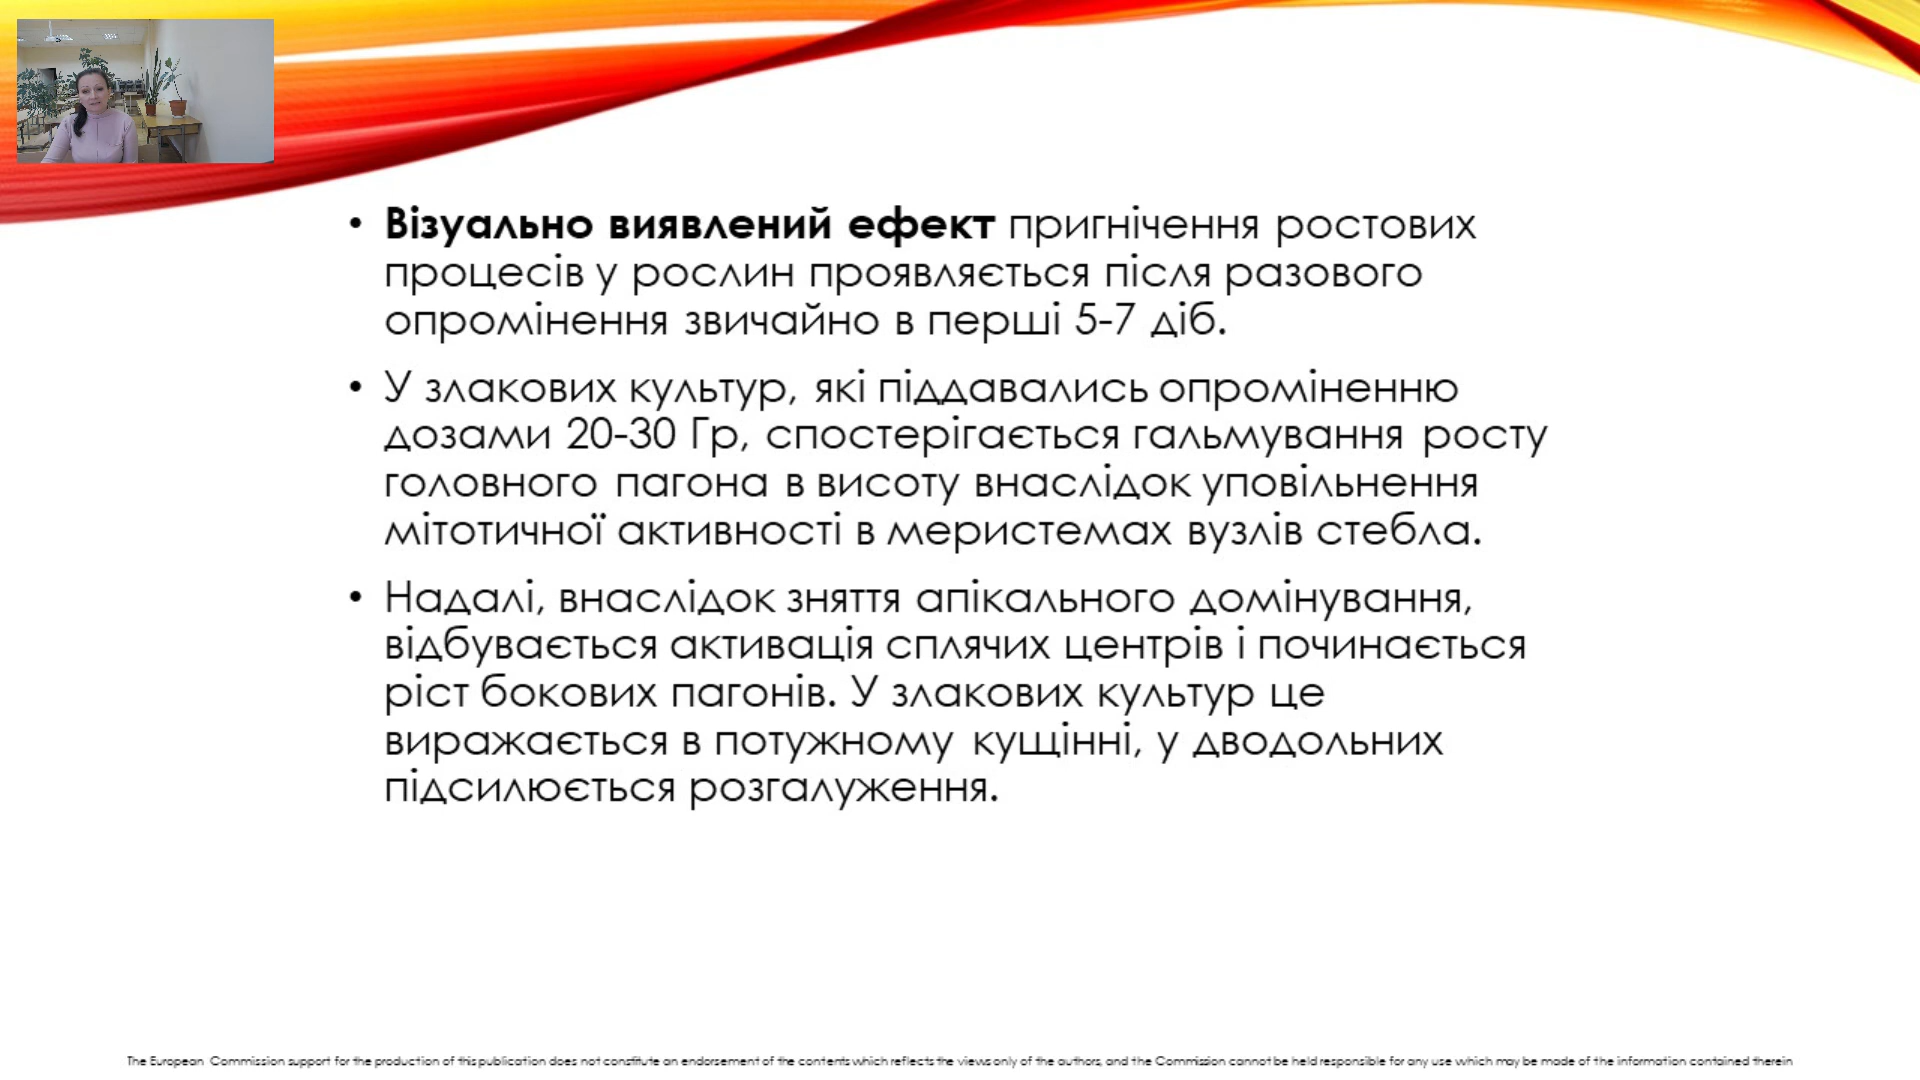 • Візуально виявлений ефект пригнічення ростових
процесів у рослин проявляється після разового
опромінення звичайно в перші 5-7 діб.
• У злакових культур, які піддавались опроміненню
дозами 20-30 Гр, спостерігається гальмування росту
головного пагона в висоту внаслідок уповільнення
мітотичної активності в меристемах вузлів стебла.
• Надалі, внаслідок зняття апікального домінування,
відбувається активація сплячих центрів і починається
ріст бокових пагонів. У злакових культур це
виражається в потужному кущінні, у дводольних
підсилюється розгалуження.
The European Commission support for the production of this publication does not constitute an endorsement of the contents which reflects the views only of the authors, and the Commission cannot be held responsible for any use which may be made of the information contained therein